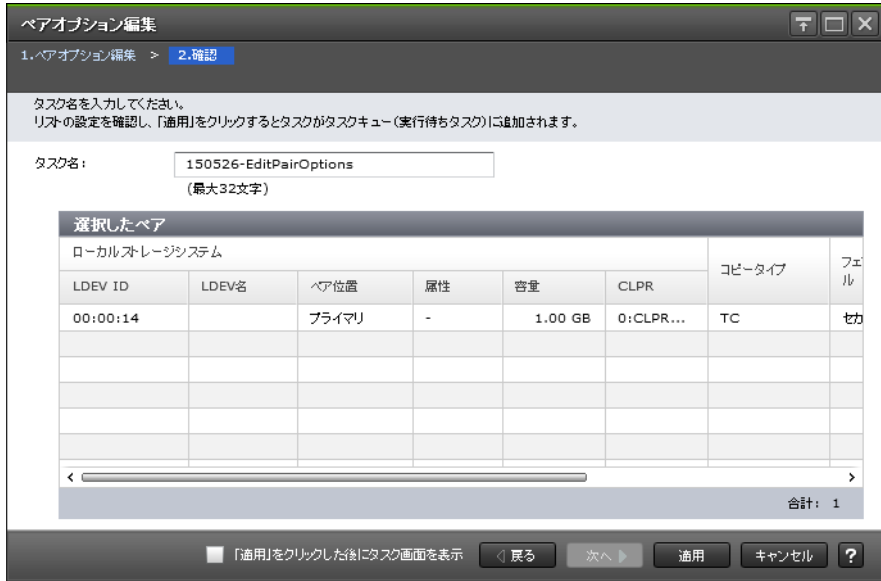 ペアオプション編集
1.ペアオプション編集 > 2.確認
タスク名を入力してください。
リストの設定を確認し、「適用」をクリックするとタスクがタスクキュー(実行待ちタスク)に追加されます。
タスク名: 150526-EditPairOptions
(最大32文字)
選択したペア
ローカルストレージシステム コピータイプ フェ
ル
LDEV ID LDEV名 ペア位置 属性 容量 CLPR
00:00:14 プライマリ - 1.00 GB 0:CLPR... TC セカ
合計: 1
「適用」をクリックした後にタスク画面を表示 戻る 次へ 適用 キャンセル ?